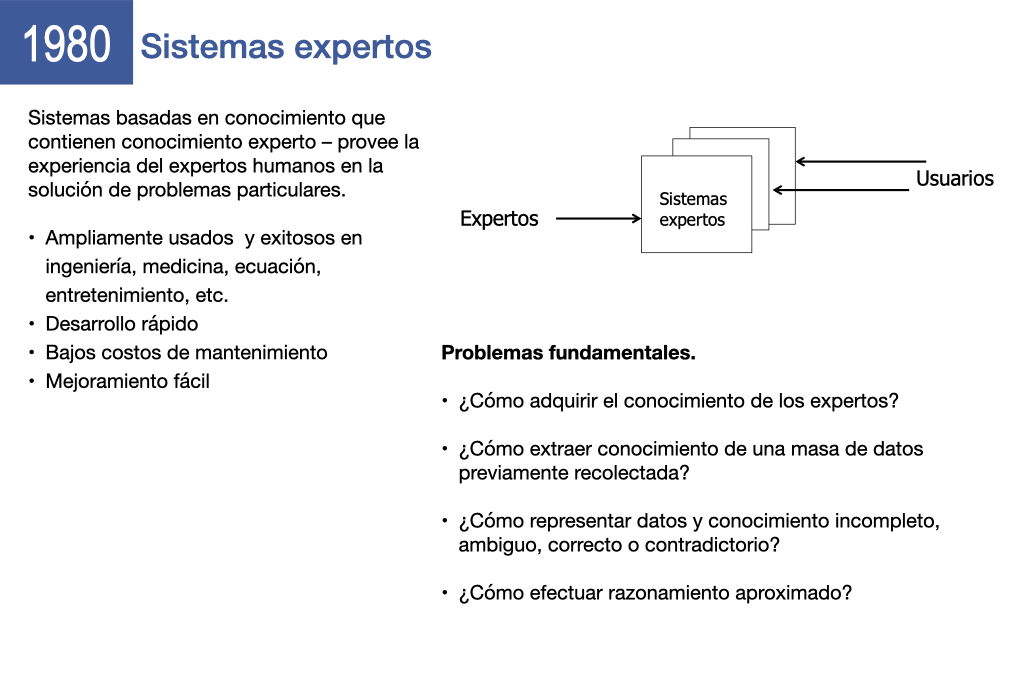 1980 Sistemas expertos
Sistemas basadas en conocimiento que
contienen conocimiento experto – provee la
experiencia del expertos humanos en la
solución de problemas particulares.
• Ampliamente usados  y exitosos en
ingeniería, medicina, ecuación,
entretenimiento, etc.
• Desarrollo rápido
• Bajos costos de mantenimiento
• Mejoramiento fácil
Usuarios
Sistemas
expertos
Expertos
Problemas fundamentales.
• ¿Cómo adquirir el conocimiento de los expertos?
• ¿Cómo extraer conocimiento de una masa de datos
previamente recolectada?
• ¿Cómo representar datos y conocimiento incompleto,
ambiguo, correcto o contradictorio?
• ¿Cómo efectuar razonamiento aproximado?